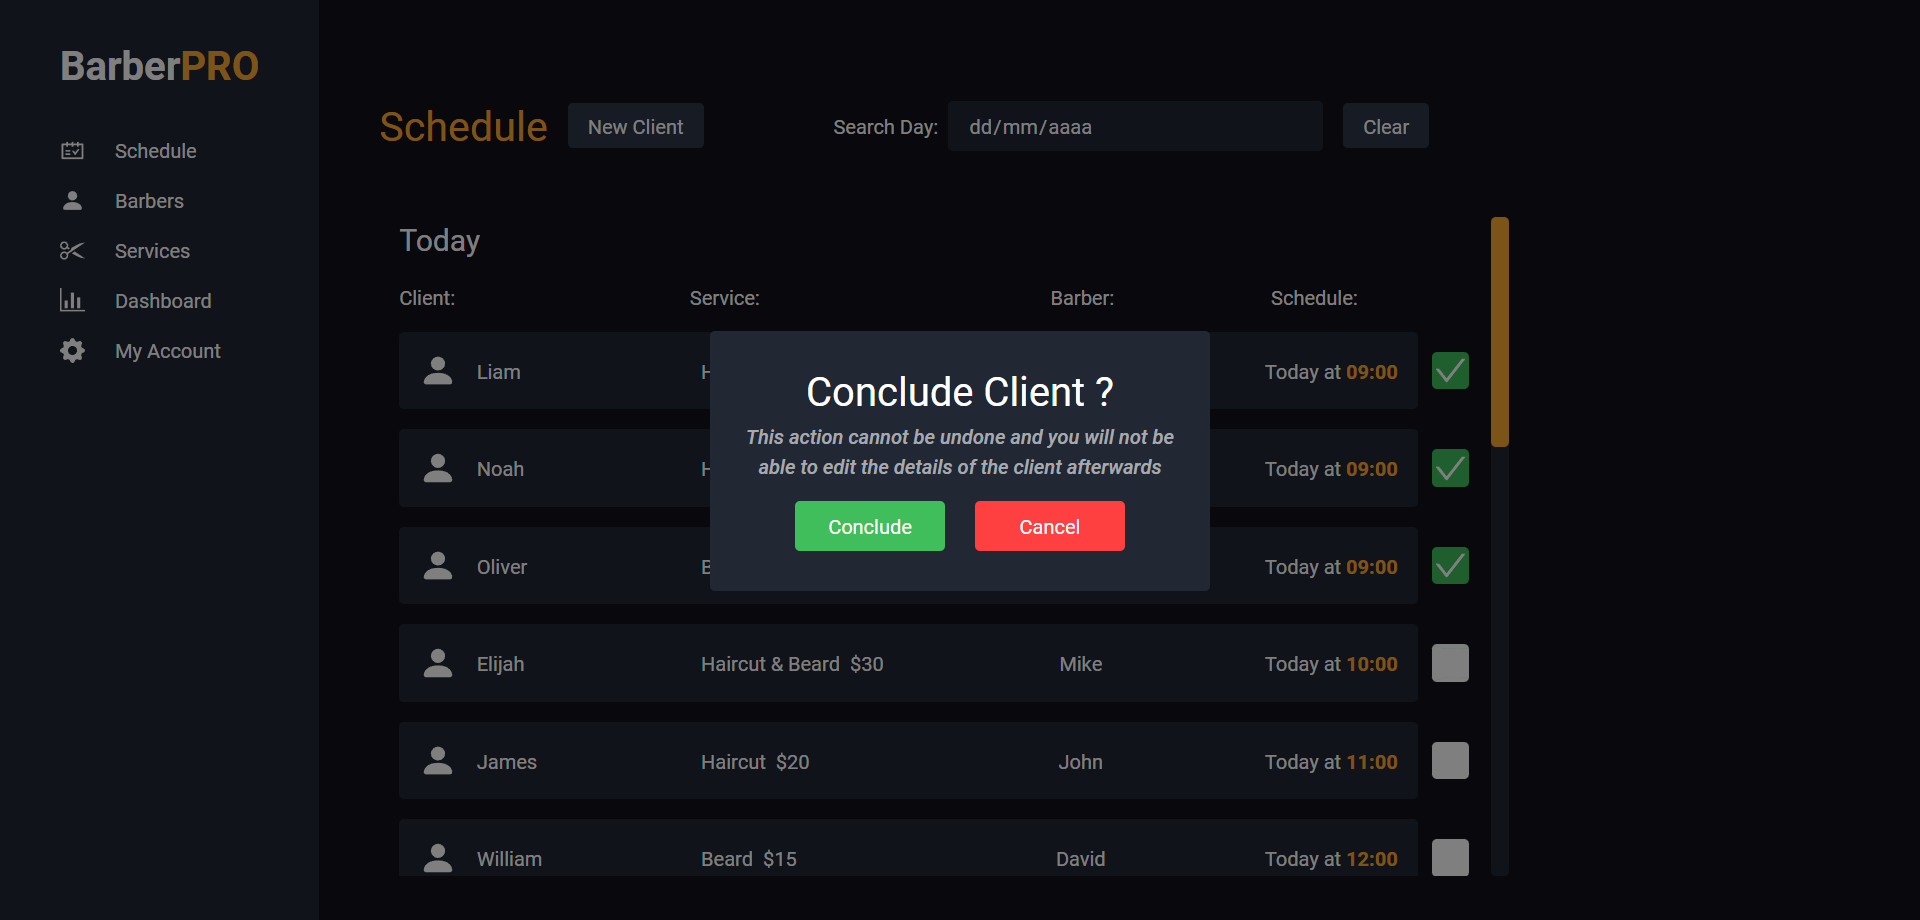 BarberPRO
Schedule
Barbers
Services
Dashboard
My Account
Schedule
New Client
Search Day:
dd/mm/aaaa
Clear
Today
Client: Service: Barber: Schedule:
Liam Today at 09:00
Noah Today at 09:00
Oliver Today at 09:00
Elijah Haircut & Beard $30 Mike Today at 10:00
James Haircut $20 John Today at 11:00
William Beard $15 David Today at 12:00
Conclude Client ?
This action cannot be undone and you will not be
able to edit the details of the client afterwards
Conclude
Cancel